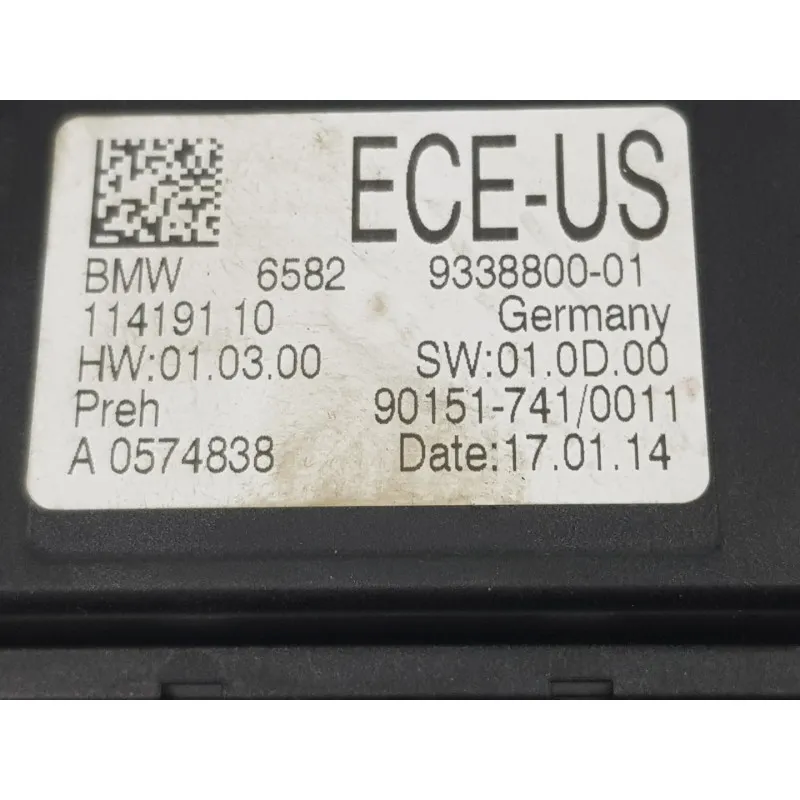 ECE-US
BMW 6582 9338800-01
114191 10 Germany
HW:01.03.00 SW:01.0D.00
Preh 90151-741/0011
A 0574838 Date:17.01.14